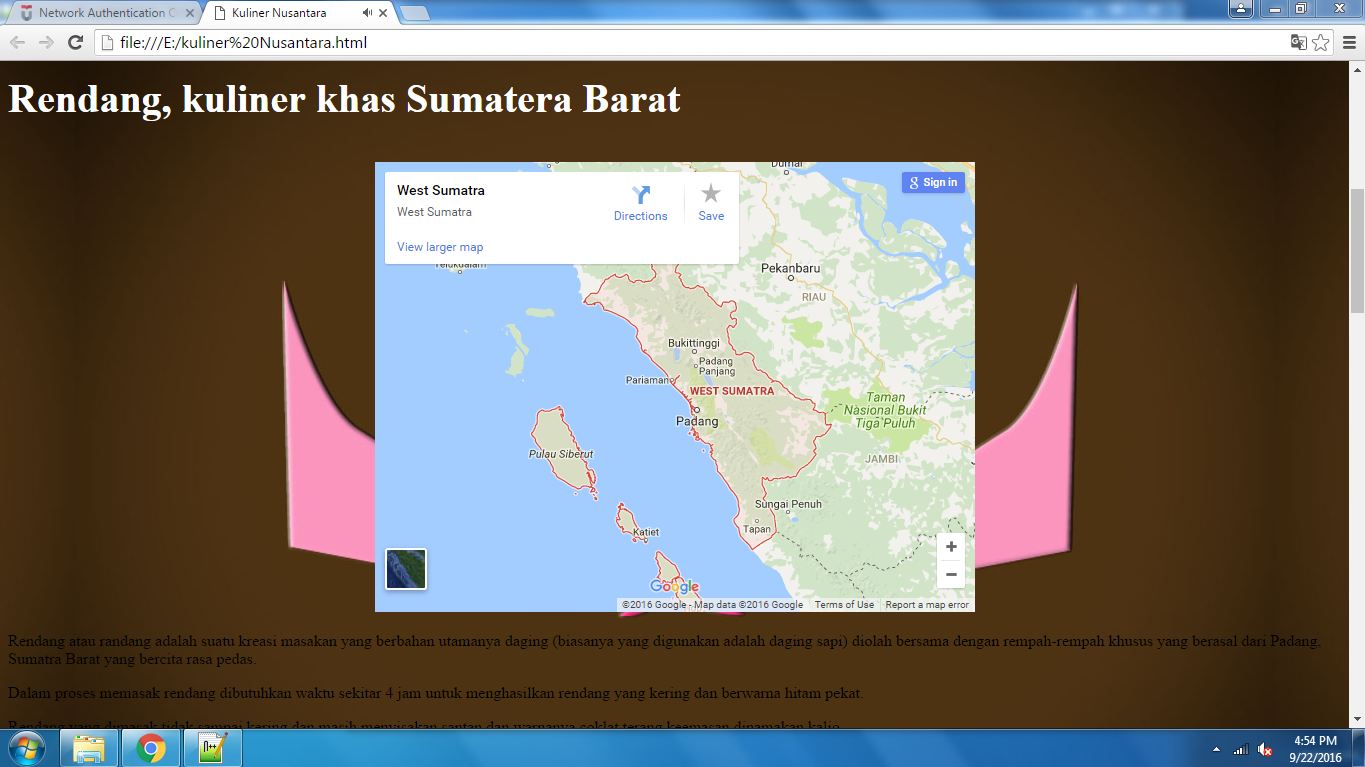 Network Authentication
Kuliner Nusantara
file:///E:/kuliner%20Nusantara.html
Rendang, kuliner khas Sumatera Barat
West Sumatra
West Sumatra
Directions
Save
View larger map
Sign in
Dumai
Telukdalam
Pekanbaru
RIAU
Bukittinggi
Padang
Panjang
Pariaman
WEST SUMATRA
Padang
Taman
Nasional Bukit
Tiga Puluh
Pulau Siberut
JAMBI
Sungai Penuh
Katiet
Tapan
Google
©2016 Google - Map data ©2016 Google
Terms of Use
Report a map error
Rendang atau randang adalah suatu kreasi masakan yang berbahan utamanya daging (biasanya yang digunakan adalah daging sapi) diolah bersama dengan rempah-rempah khusus yang berasal dari Padang,
Sumatra Barat yang bercita rasa pedas.
Dalam proses memasak rendang dibutuhkan waktu sekitar 4 jam untuk menghasilkan rendang yang kering dan berwarna hitam pekat.
Rendang yang dimasak tidak sampai kering dan masih menyisakan santan dan warnanya coklat terang keemasan dinamakan kalio
4:54 PM
9/22/2016